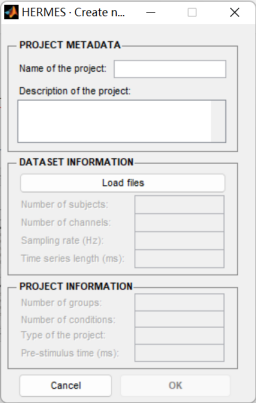 HERMES · Create n...
PROJECT METADATA
Name of the project:
Description of the project:
DATASET INFORMATION
Load files
Number of subjects:
Number of channels:
Sampling rate (Hz):
Time series length (ms):
PROJECT INFORMATION
Number of groups:
Number of conditions:
Type of the project:
Pre-stimulus time (ms):
Cancel OK